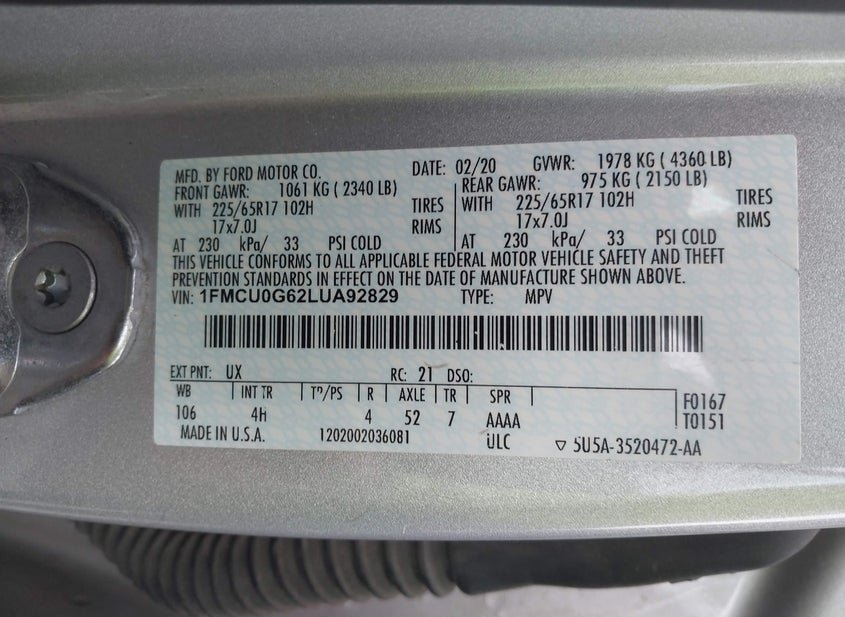 MFD. BY FORD MOTOR CO. DATE: 02/20 GVWR: 1978 KG ( 4360 LB)
FRONT GAWR: 1061 KG ( 2340 LB) REAR GAWR: 975 KG ( 2150 LB)
WITH 225/65R17 102H TIRES WITH 225/65R17 102H TIRES
17x7.0J RIMS 17x7.0J RIMS
AT 230 kPa/ 33 PSI COLD AT 230 kPa/ 33 PSI COLD
THIS VEHICLE CONFORMS TO ALL APPLICABLE FEDERAL MOTOR VEHICLE SAFETY AND THEFT
PREVENTION STANDARDS IN EFFECT ON THE DATE OF MANUFACTURE SHOWN ABOVE.
VIN: 1FMCU0G62LUA92829 TYPE: MPV
EXT PNT: UX RC: 21 DSO:
WB INT TR TP/PS R AXLE TR SPR F0167
106 4H 4 52 7 AAAA T0151
MADE IN U.S.A. 1202002036081 ULC 5U5A-3520472-AA